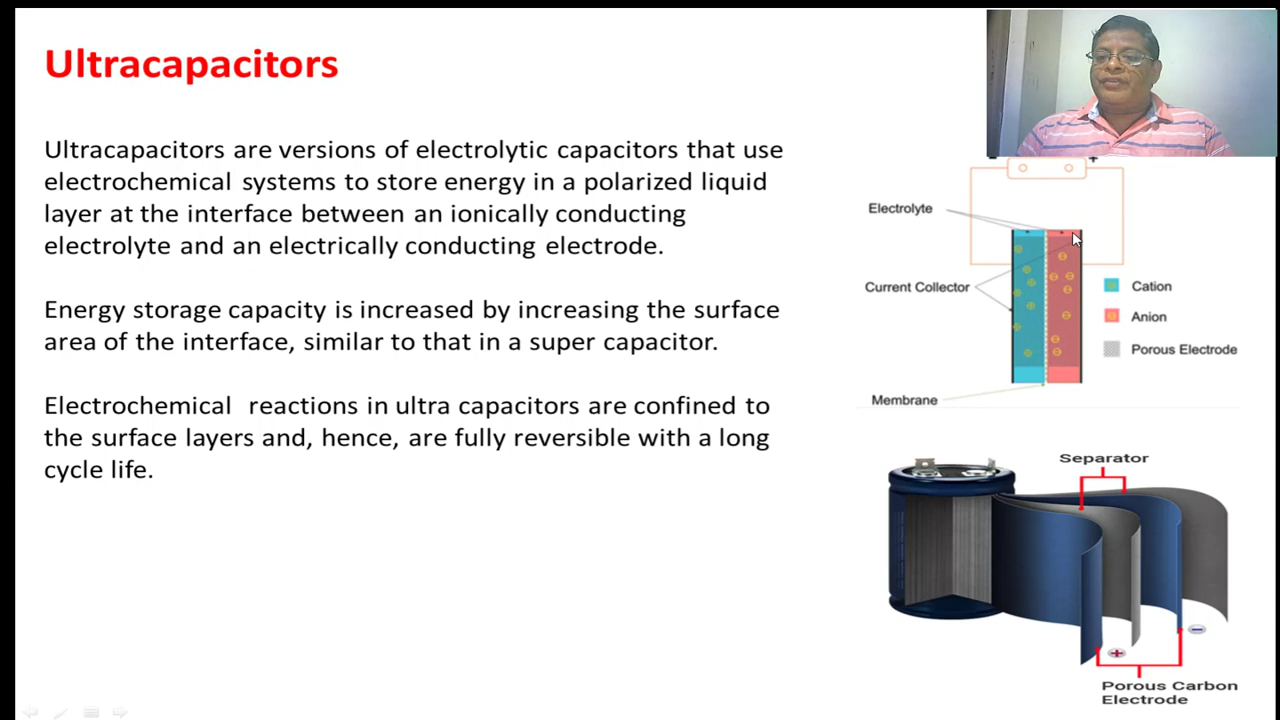 Ultracapacitors
Ultracapacitors are versions of electrolytic capacitors that use
electrochemical systems to store energy in a polarized liquid
layer at the interface between an ionically conducting
electrolyte and an electrically conducting electrode.
Energy storage capacity is increased by increasing the surface
area of the interface, similar to that in a super capacitor.
Electrochemical reactions in ultra capacitors are confined to
the surface layers and, hence, are fully reversible with a long
cycle life.
+
Electrolyte
Current Collector
Cation
Anion
Porous Electrode
Membrane
Separator
Porous Carbon
Electrode